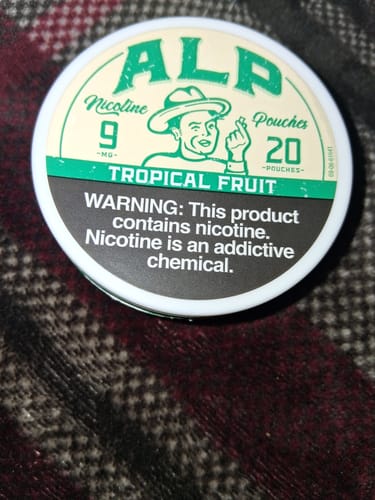 ALP
Nicotine Pouches
9 20
-MG- -POUCHES-
TROPICAL FRUIT
WARNING: This product
contains nicotine.
Nicotine is an addictive
chemical.